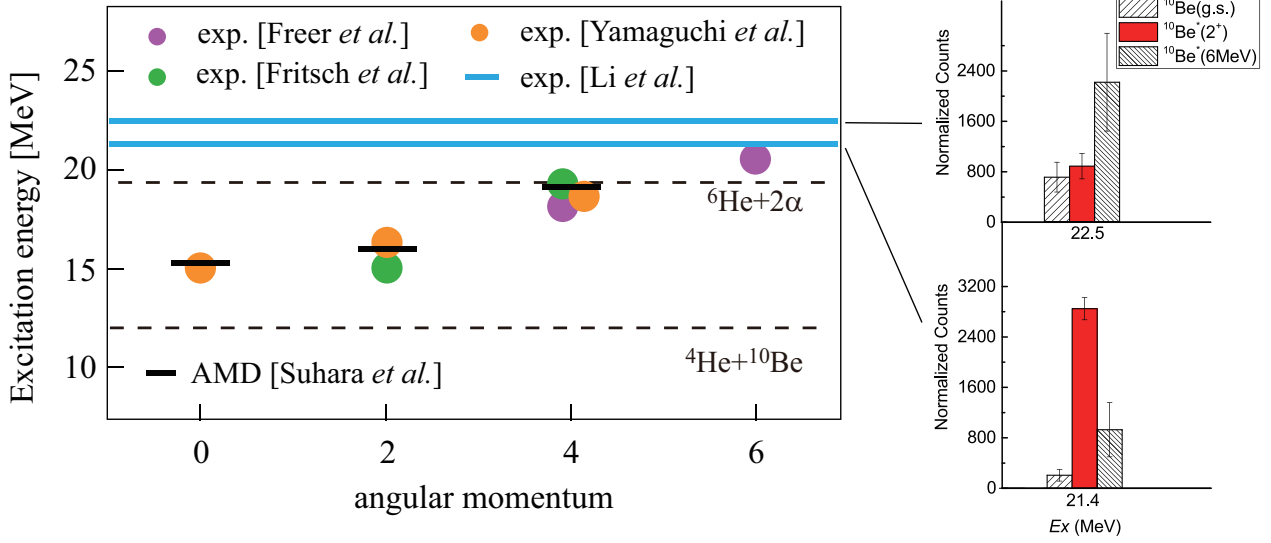 exp. [Freer et al.]
exp. [Yamaguchi et al.]
exp. [Fritsch et al.]
exp. [Li et al.]
Excitation energy [MeV]
25
20
15
10
⁶He+2α
⁴He+¹⁰Be
AMD [Suhara et al.]
0 2 4 6
angular momentum
¹⁰Be(g.s.)
¹⁰Be*(2⁺)
¹⁰Be*(6MeV)
Normalized Counts
2400
1600
800
0
22.5
Normalized Counts
3200
2400
1600
800
0
21.4
Ex (MeV)